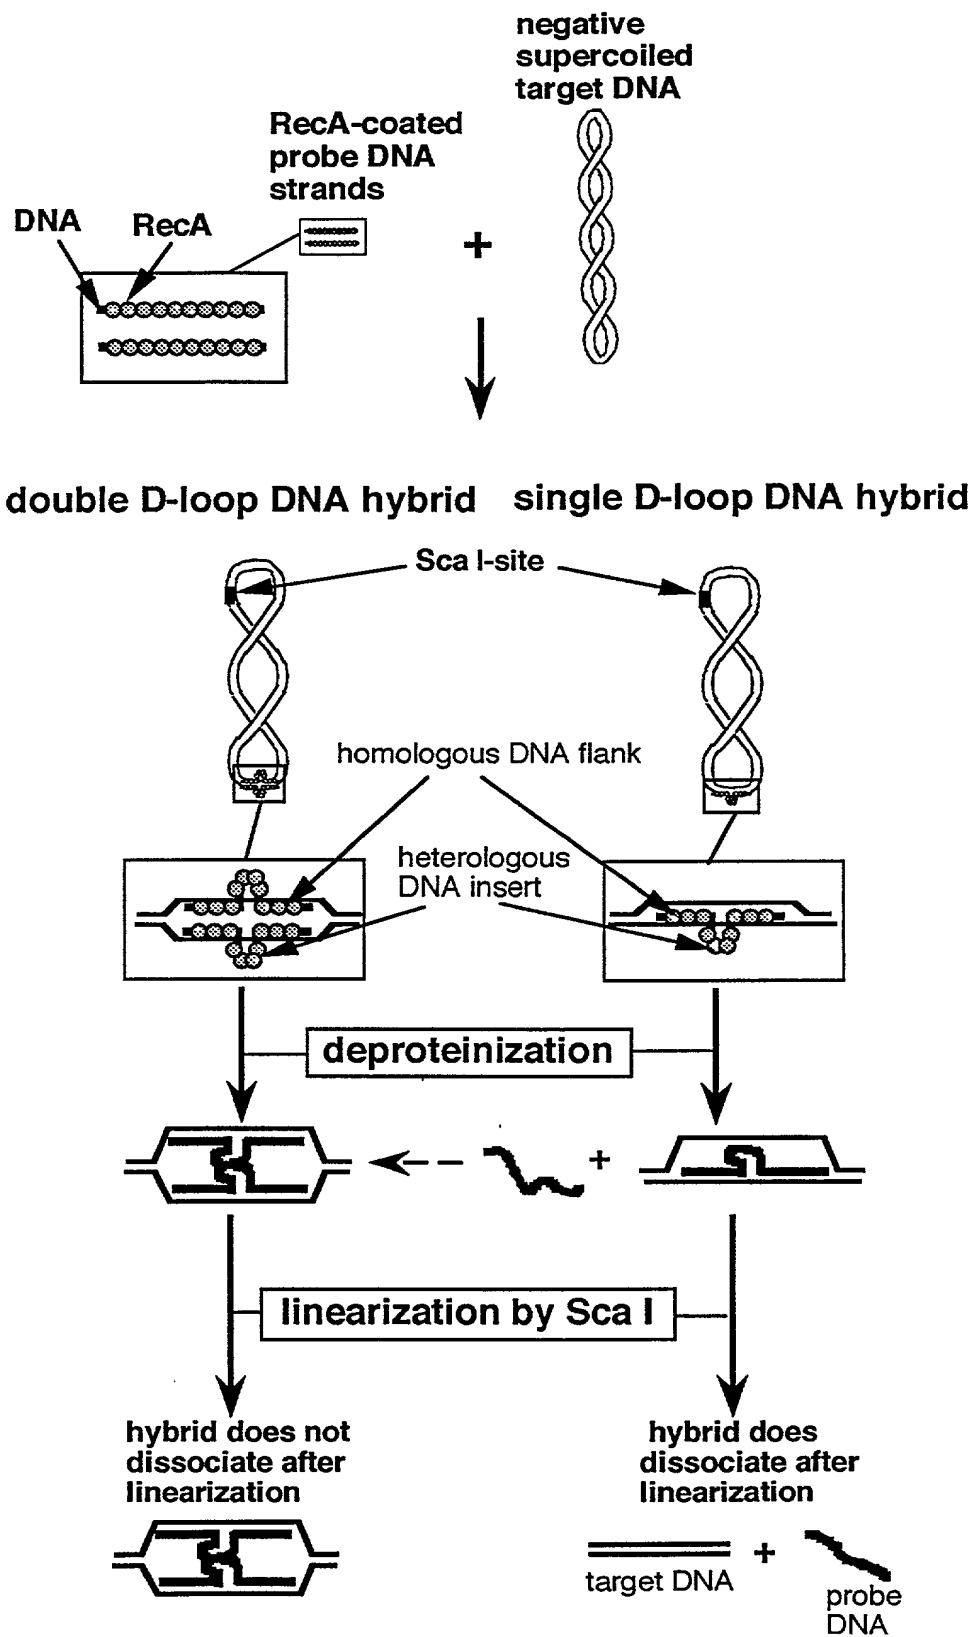 negative
supercoiled
target DNA
RecA-coated
probe DNA
strands
DNA
RecA
+
double D-loop DNA hybrid
single D-loop DNA hybrid
Sca I-site
homologous DNA flank
heterologous
DNA insert
deproteinization
+
linearization by Sca I
hybrid does not
dissociate after
linearization
hybrid does
dissociate after
linearization
+
target DNA
probe
DNA